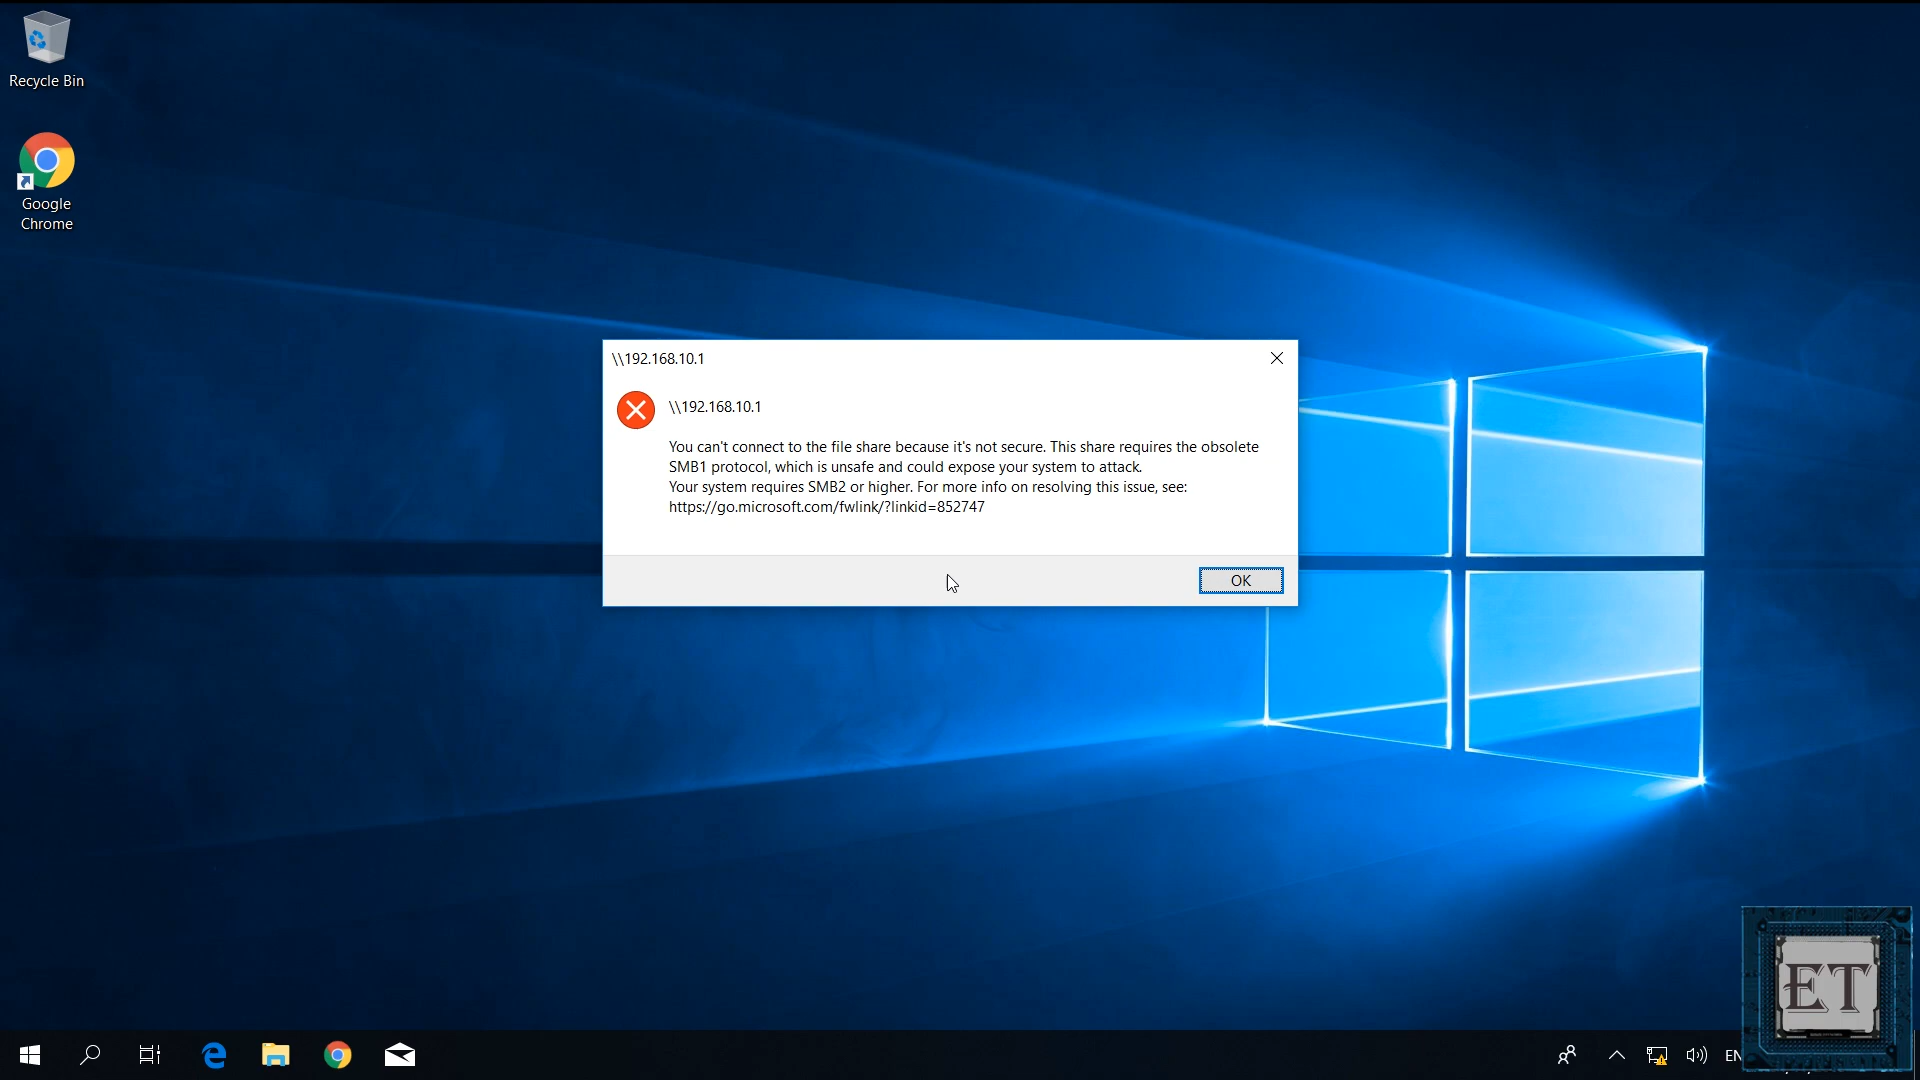 Recycle Bin
Google
Chrome
\\192.168.10.1
\\192.168.10.1
You can't connect to the file share because it's not secure. This share requires the obsolete
SMB1 protocol, which is unsafe and could expose your system to attack.
Your system requires SMB2 or higher. For more info on resolving this issue, see:
https://go.microsoft.com/fwlink/?linkid=852747
OK
ET
EN